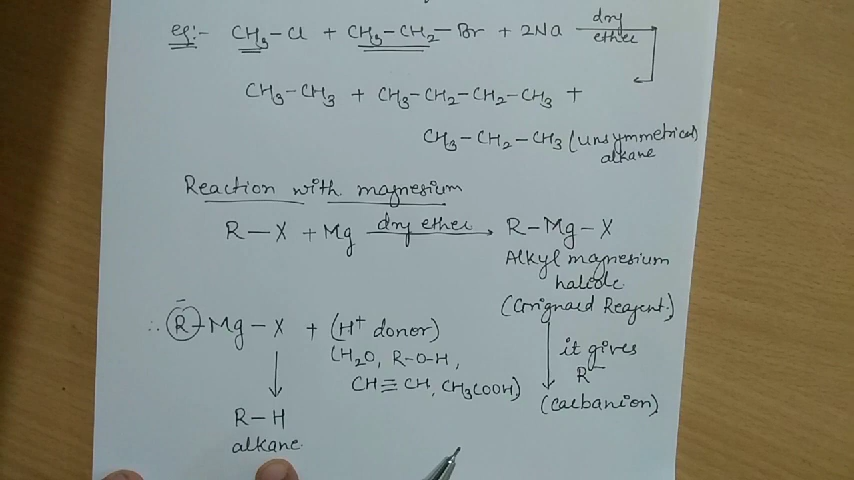 eg:- CH₃-Cl + CH₃-CH₂-Br + 2Na dry ether
CH₃-CH₃ + CH₃-CH₂-CH₂-CH₃ +
CH₃-CH₂-CH₃ (unsymmetrical)
alkane
Reaction with magnesium
R-X + Mg dry ether R-Mg-X
Alkyl magnesium
halide
(Grignard Reagent)
∴ R̄-Mg-X + (H⁺ donor)
(H₂O, R-O-H,
CH≡CH, CH₃COOH)
it gives
R⁻
(carbanion)
R-H
alkane